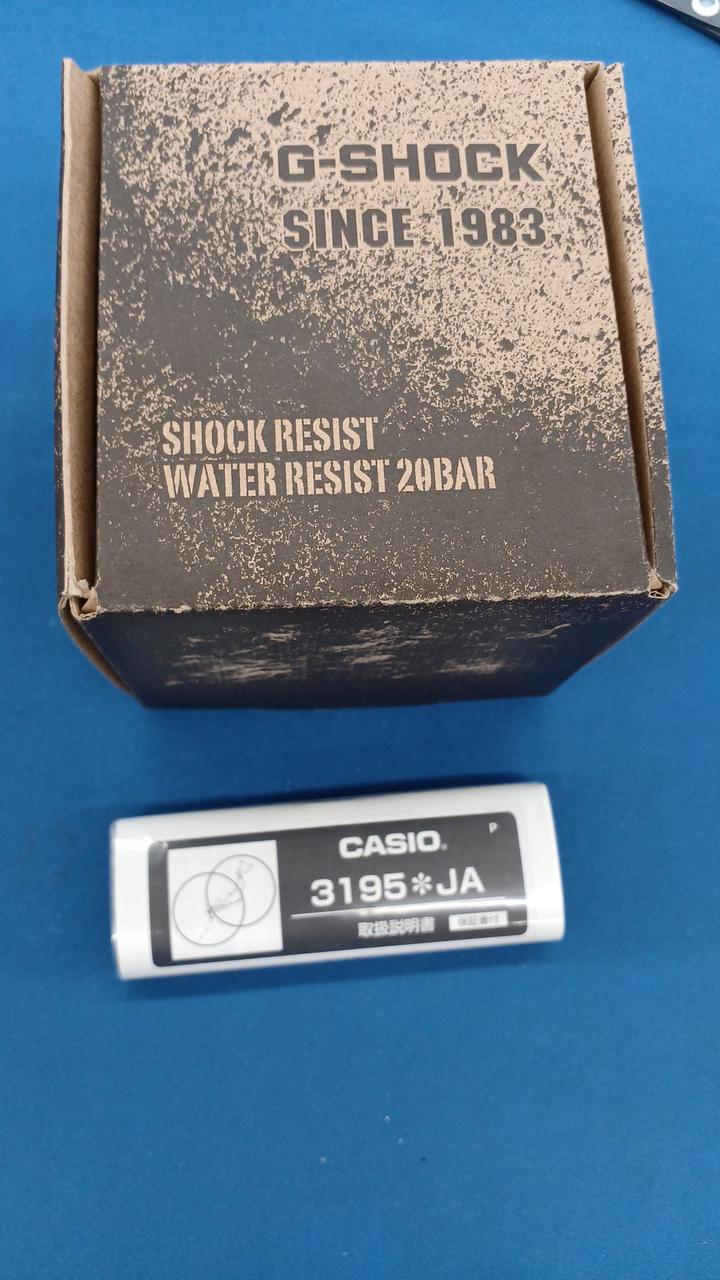 G-SHOCK
SINCE 1983
SHOCK RESIST
WATER RESIST 20BAR
P
CASIO®
3195✻JA
取扱説明書 保証書付